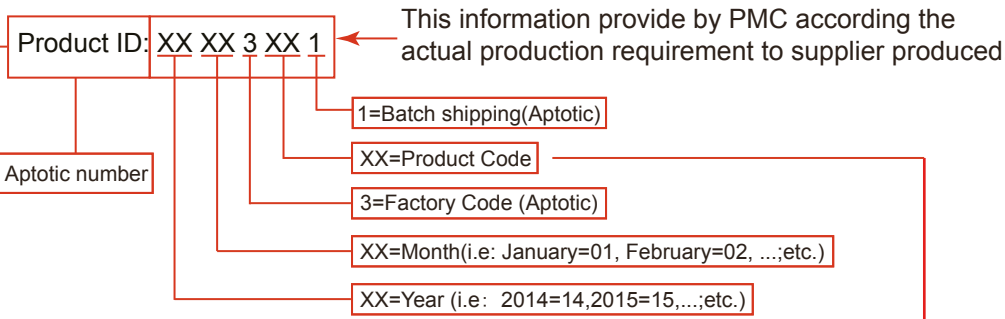 This information provide by PMC according the
Product ID: XX XX 3 XX 1
actual production requirement to supplier produced
1=Batch shipping(Aptotic)
XX=Product Code
Aptotic number
3=Factory Code (Aptotic)
XX=Month(i.e: January=01, February=02, ...;etc.)
XX=Year (i.e: 2014=14,2015=15,...;etc.)